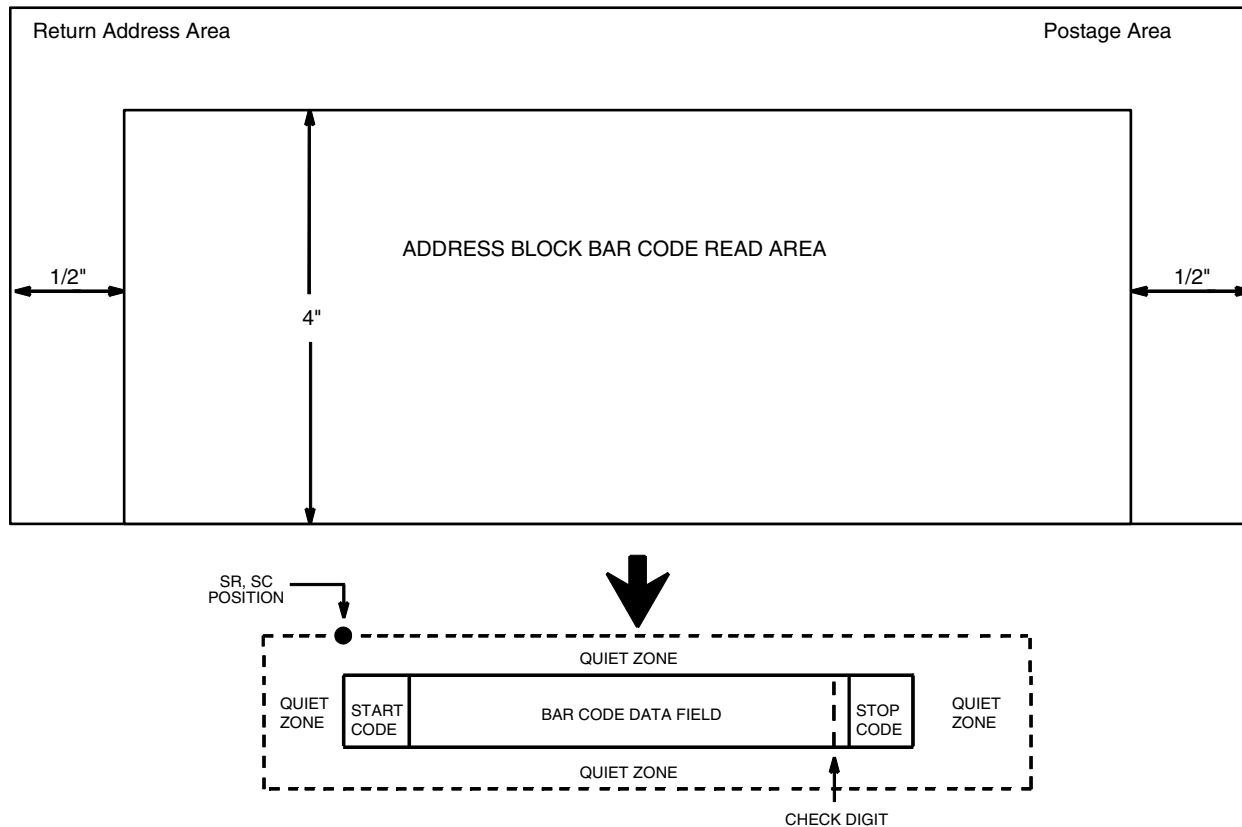 Return Address Area
Postage Area
ADDRESS BLOCK BAR CODE READ AREA
1/2"
1/2"
4"
SR, SC
POSITION
QUIET ZONE
QUIET
ZONE
START
CODE
BAR CODE DATA FIELD
STOP
CODE
QUIET
ZONE
QUIET ZONE
CHECK DIGIT